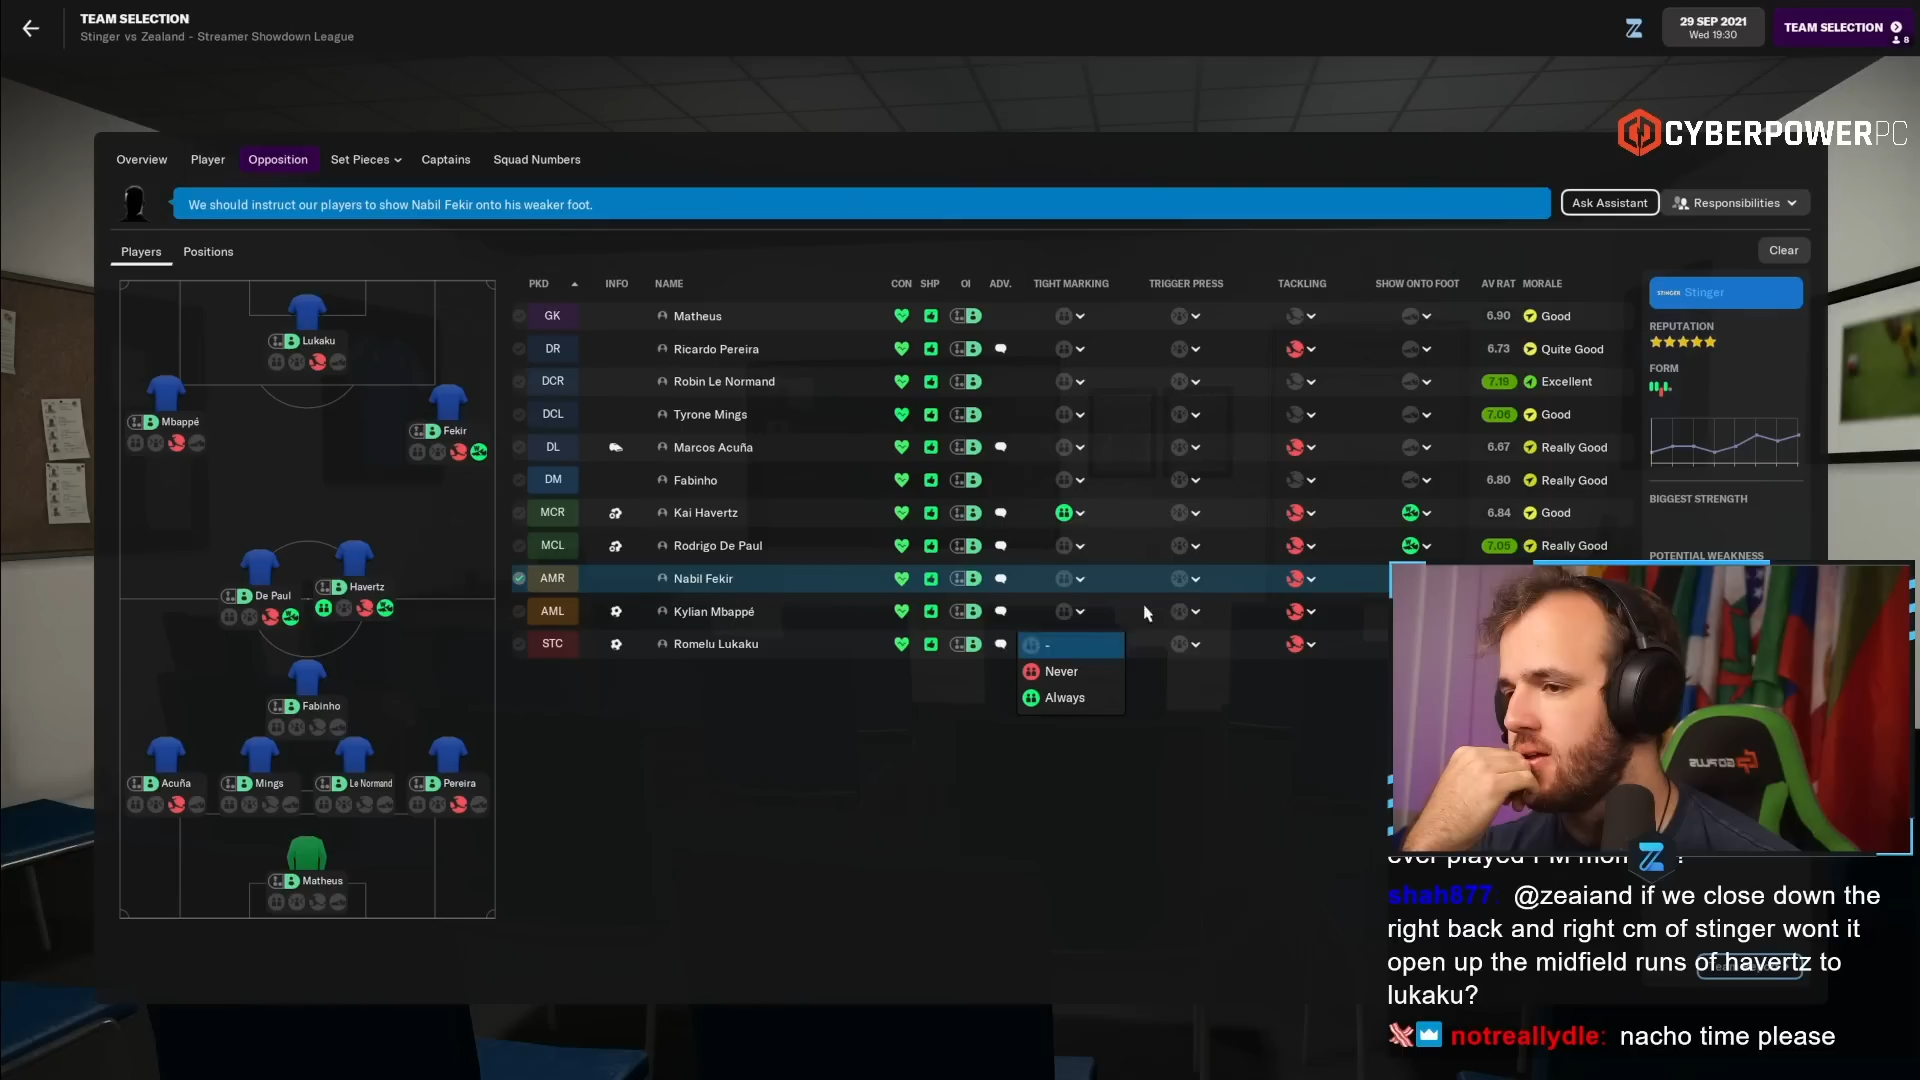 TEAM SELECTION
Stinger vs Zealand - Streamer Showdown League
29 SEP 2021
Wed 19:30
TEAM SELECTION
8
CYBERPOWERPC
Overview
Player
Opposition
Set Pieces
Captains
Squad Numbers
We should instruct our players to show Nabil Fekir onto his weaker foot.
Ask Assistant
Responsibilities
Players
Positions
Clear
Lukaku
Mbappé
Fekir
De Paul
Havertz
Fabinho
Acuña
Mings
Le Normand
Pereira
Matheus
PKD INFO NAME CON SHP OI ADV. TIGHT MARKING TRIGGER PRESS TACKLING SHOW ONTO FOOT AV RAT MORALE
GK Matheus 6.90 Good
DR Ricardo Pereira 6.73 Quite Good
DCR Robin Le Normand 7.19 Excellent
DCL Tyrone Mings 7.06 Good
DL Marcos Acuña 6.67 Really Good
DM Fabinho 6.80 Really Good
MCR Kai Havertz 6.84 Good
MCL Rodrigo De Paul 7.05 Really Good
AMR Nabil Fekir
AML Kylian Mbappé
STC Romelu Lukaku
-
Never
Always
STINGER Stinger
REPUTATION
FORM
BIGGEST STRENGTH
POTENTIAL WEAKNESS
ever played FM
shah877: @zealand if we close down the
right back and right cm of stinger wont it
open up the midfield runs of havertz to
lukaku?
notreallydle: nacho time please